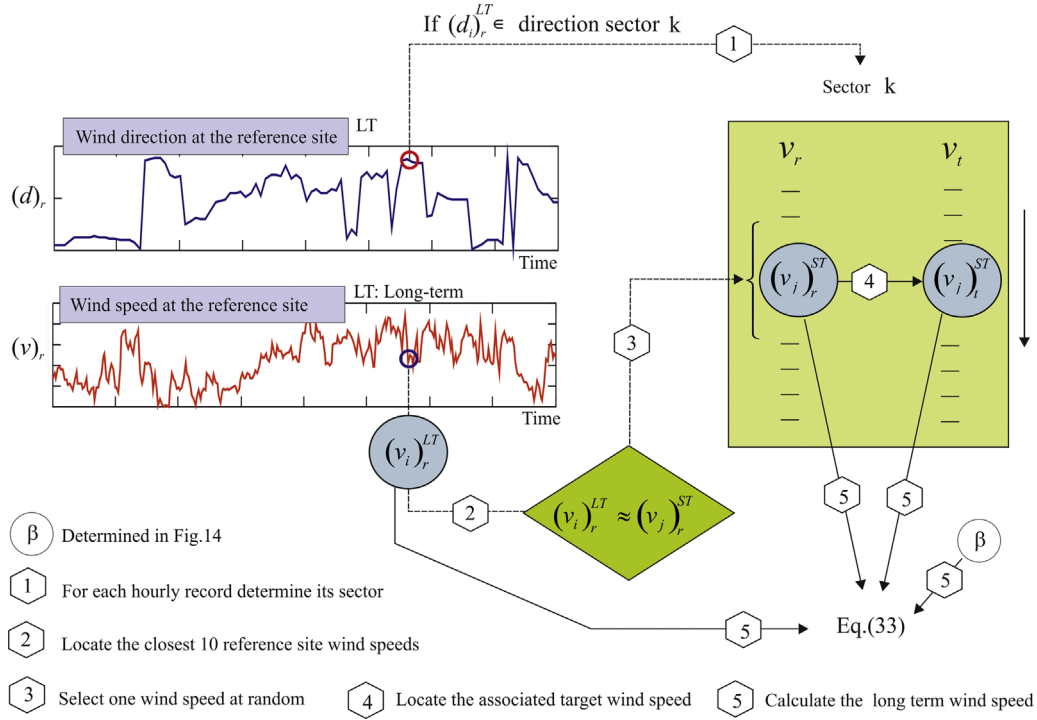 If (d_i)_r^{LT} ∈ direction sector k
1
Sector k
Wind direction at the reference site
LT
(d)_r
Time
v_r
v_t
(v_j)_r^{ST}
4
(v_j)_t^{ST}
Wind speed at the reference site
LT: Long-term
(v)_r
Time
3
(v_i)_r^{LT}
2
(v_i)_r^{LT} ≈ (v_j)_r^{ST}
5
5
β
5
5
Eq.(33)
β Determined in Fig.14
1 For each hourly record determine its sector
2 Locate the closest 10 reference site wind speeds
3 Select one wind speed at random
4 Locate the associated target wind speed
5 Calculate the long term wind speed